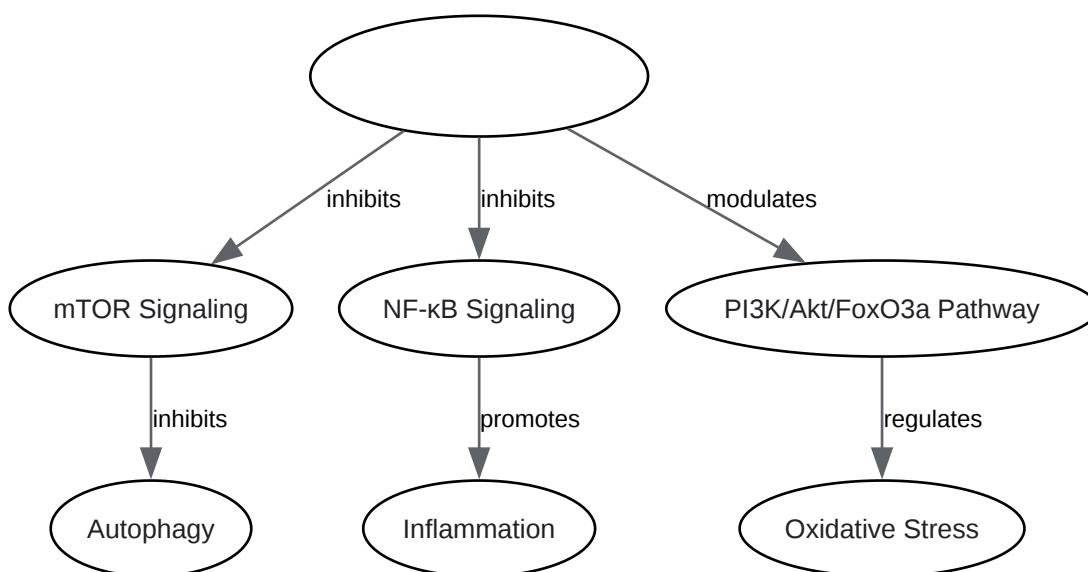 inhibits
inhibits
modulates
mTOR Signaling
NF-κB Signaling
PI3K/Akt/FoxO3a Pathway
inhibits
promotes
regulates
Autophagy
Inflammation
Oxidative Stress